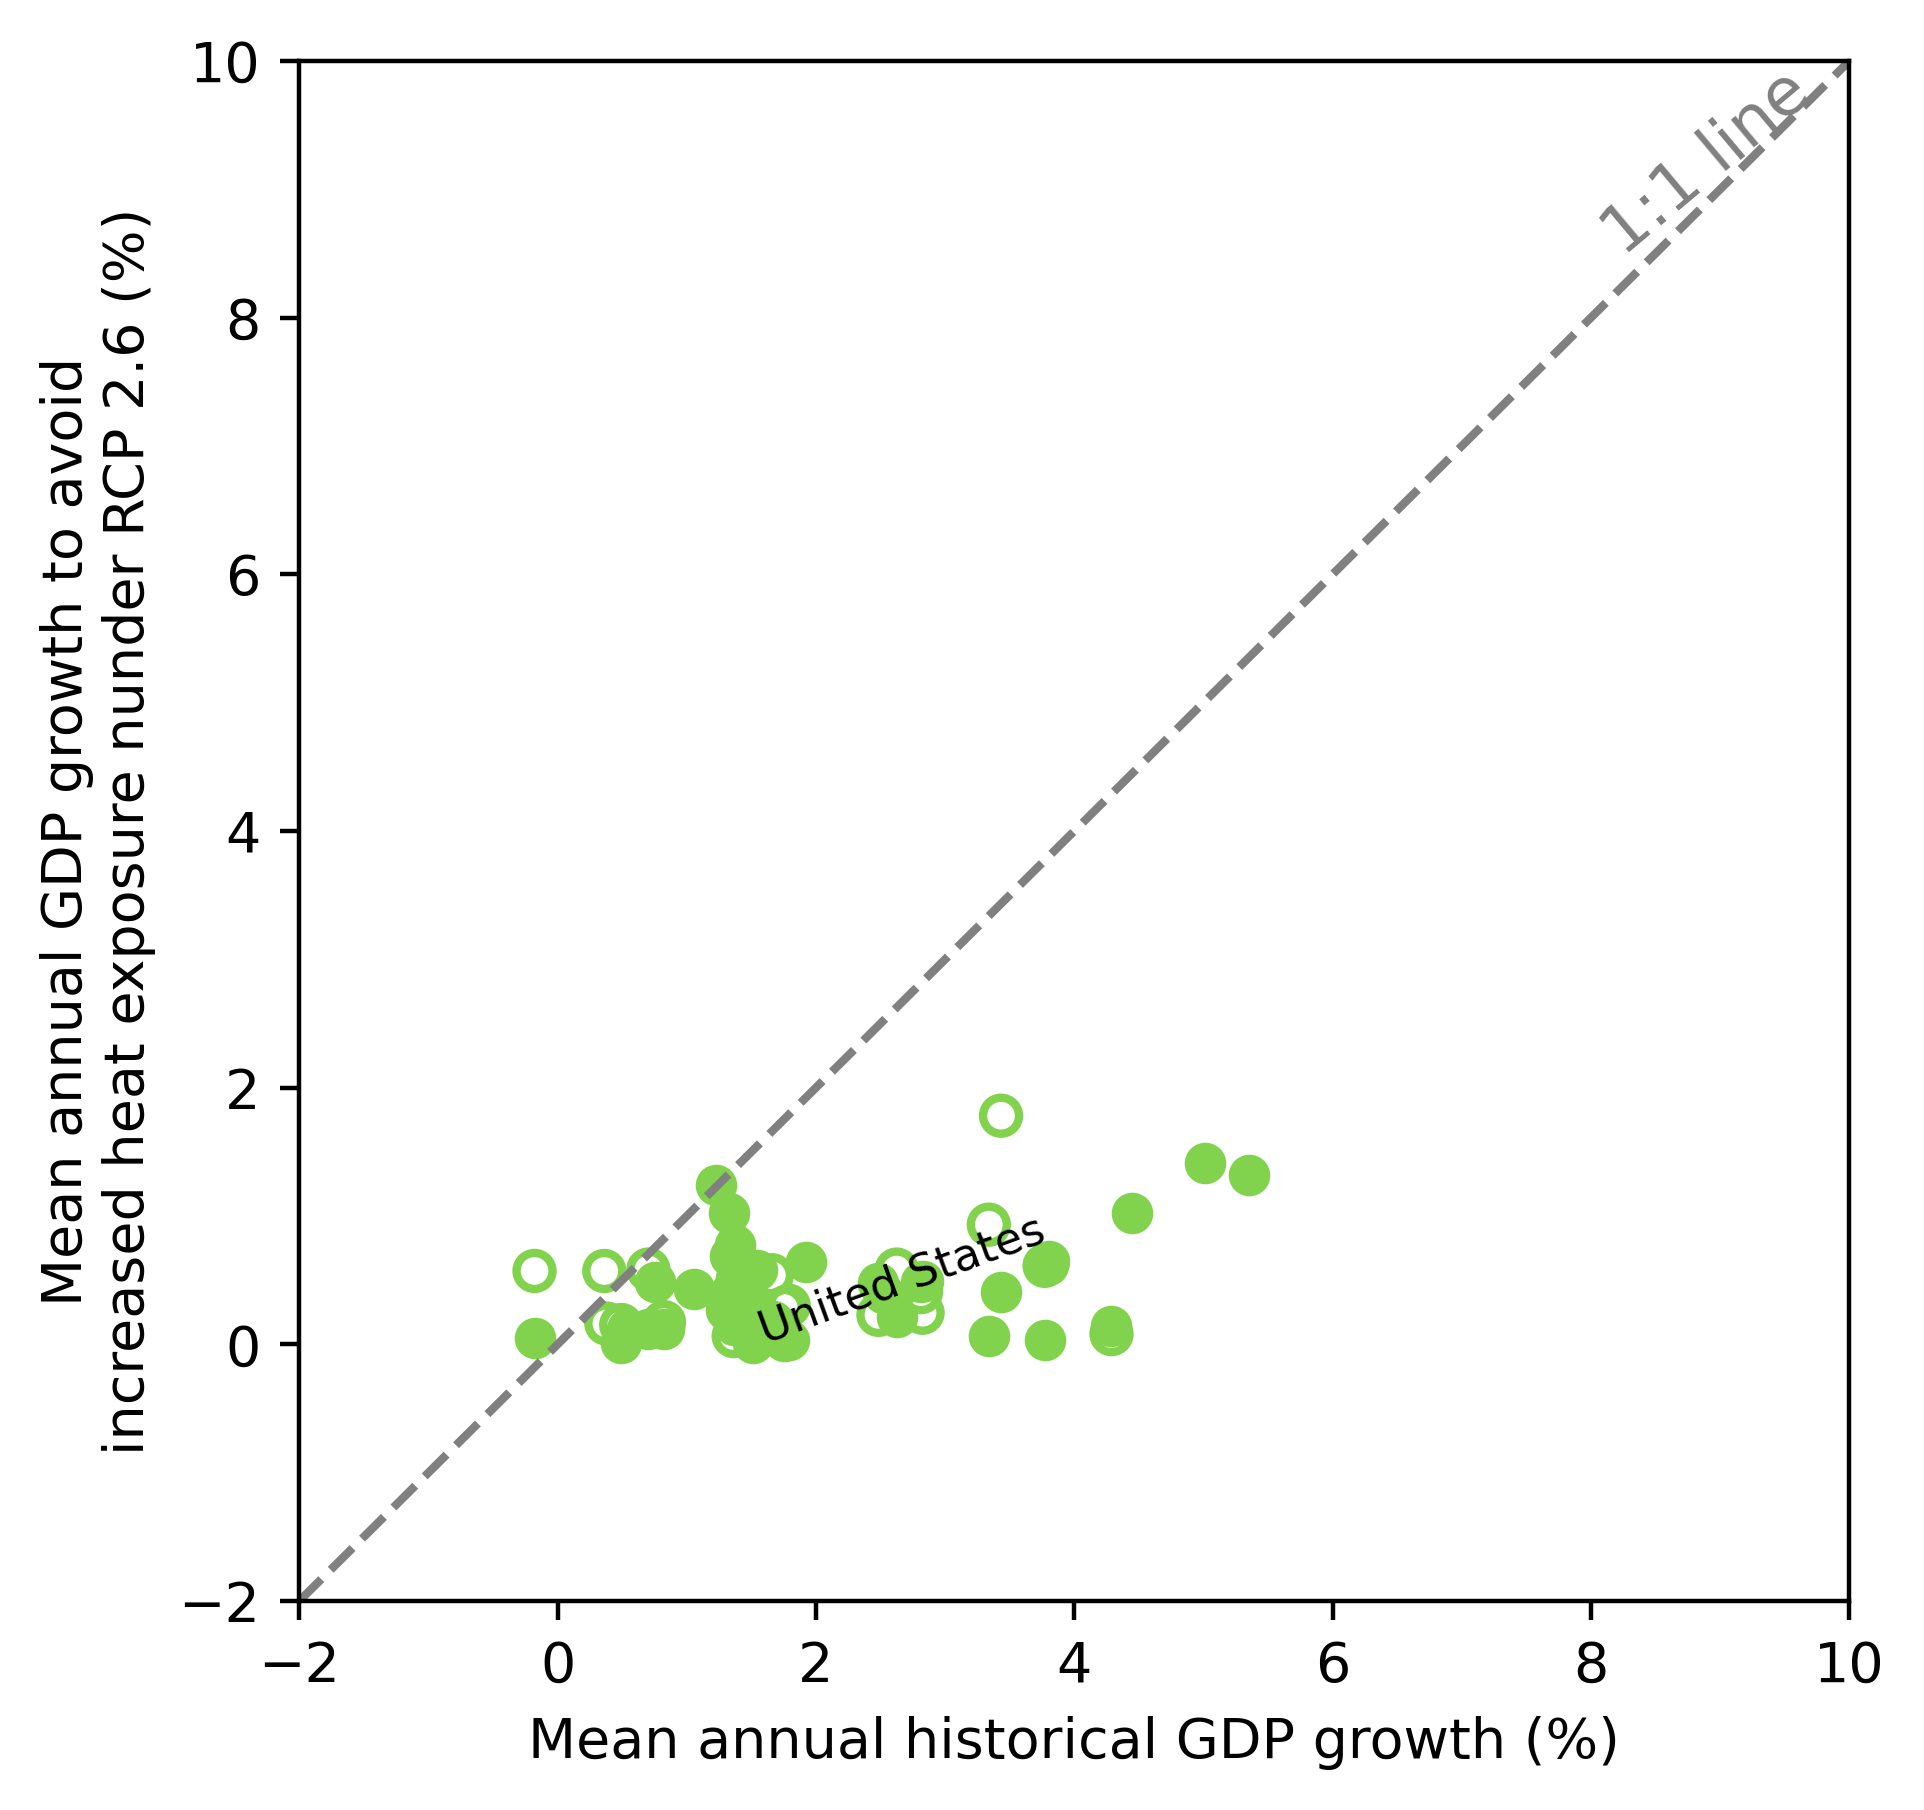 Mean annual GDP growth to avoid
increased heat exposure nunder RCP 2.6 (%)
10
8
6
4
2
0
−2
1:1 line
United States
−2 0 2 4 6 8 10
Mean annual historical GDP growth (%)